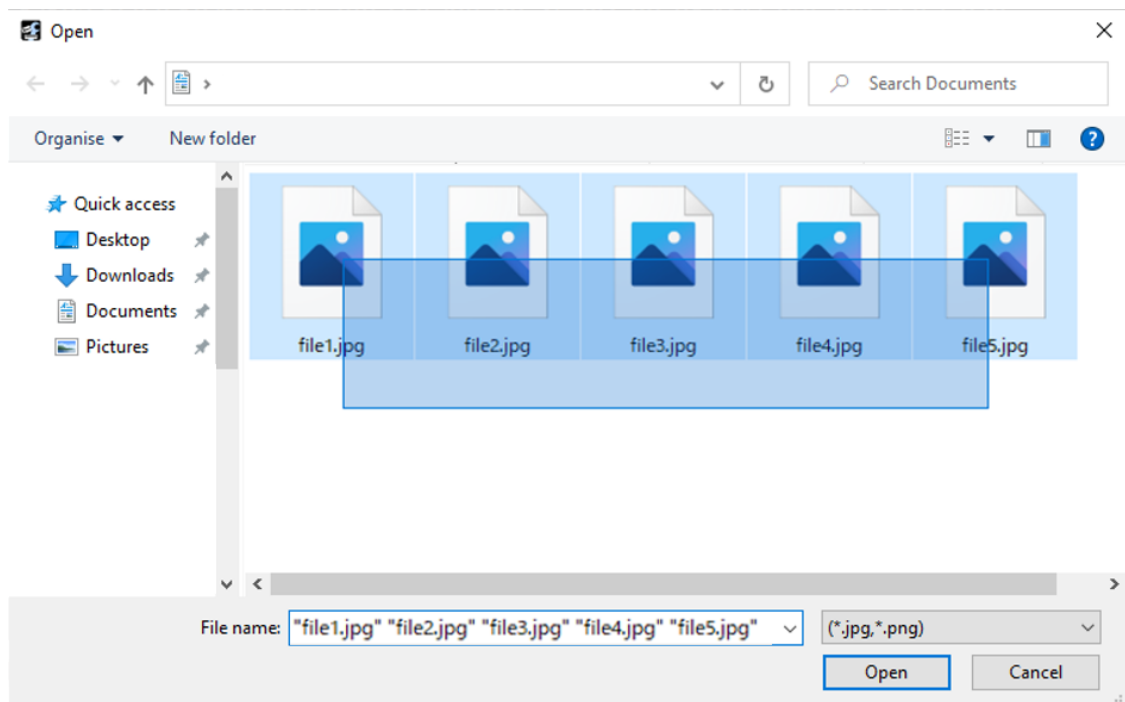 Open
Search Documents
Organise New folder
Quick access
Desktop
Downloads
Documents
Pictures
file1.jpg file2.jpg file3.jpg file4.jpg file5.jpg
File name: "file1.jpg" "file2.jpg" "file3.jpg" "file4.jpg" "file5.jpg" (*.jpg,*.png)
Open Cancel